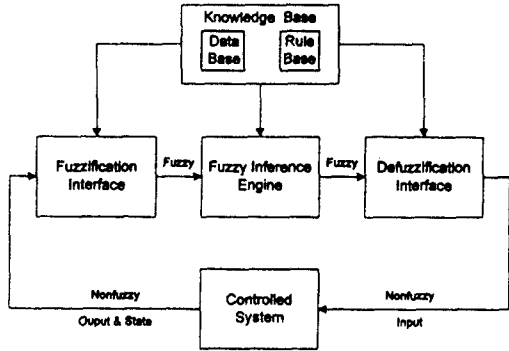 Knowledge Base
Data
Base
Rule
Base
Fuzzification
Interface
Fuzzy
Fuzzy Inference
Engine
Fuzzy
Defuzzification
Interface
Nonfuzzy
Ouput & State
Controlled
System
Nonfuzzy
Input